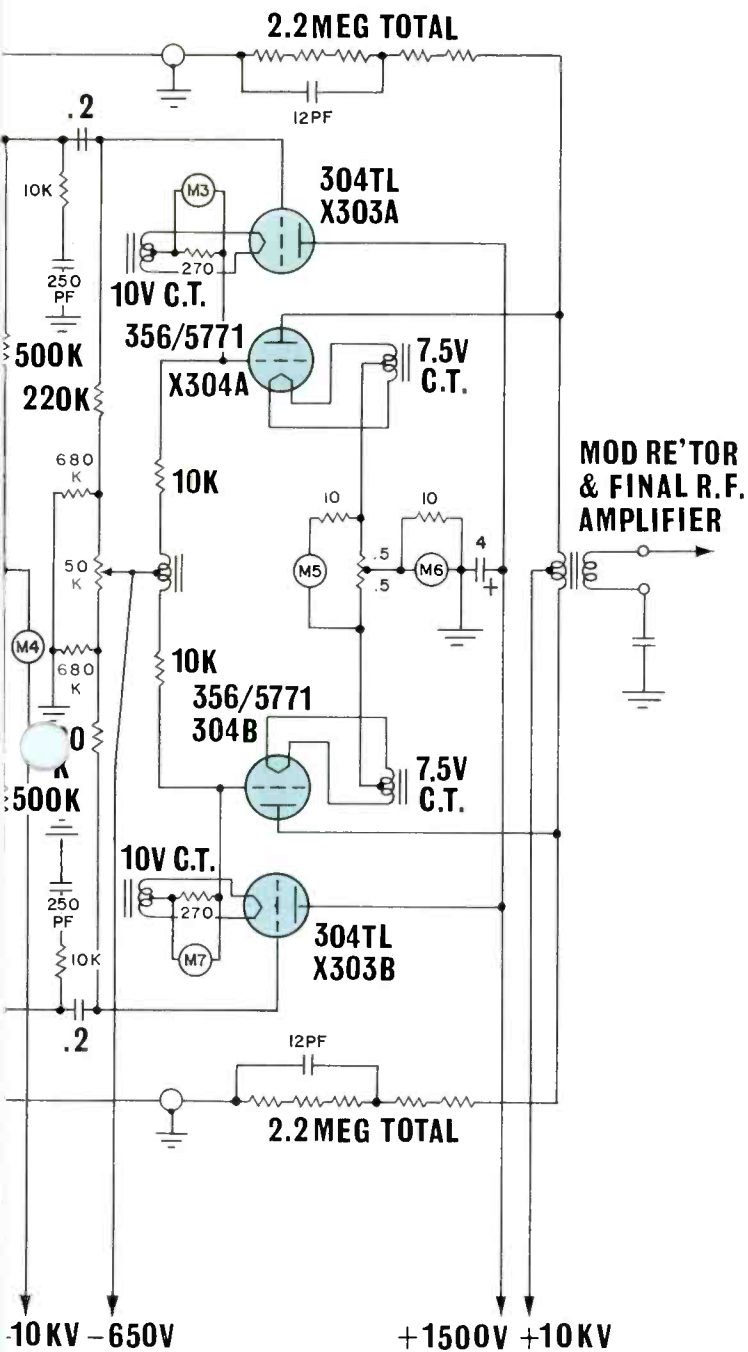 2.2MEG TOTAL
12PF
.2
10K
250
PF
M3
270
10V C.T.
304TL
X303A
356/5771
X304A
7.5V
C.T.
500K
220K
680
K
10K
50
K
M4
680
K
10K
M5
10
10
.5
.5
M6
4
+
MOD RE'TOR
& FINAL R.F.
AMPLIFIER
356/5771
304B
7.5V
C.T.
0
K
500K
10V C.T.
250
PF
10K
270
M7
304TL
X303B
.2
12PF
2.2MEG TOTAL
-10KV
-650V
+1500V
+10KV